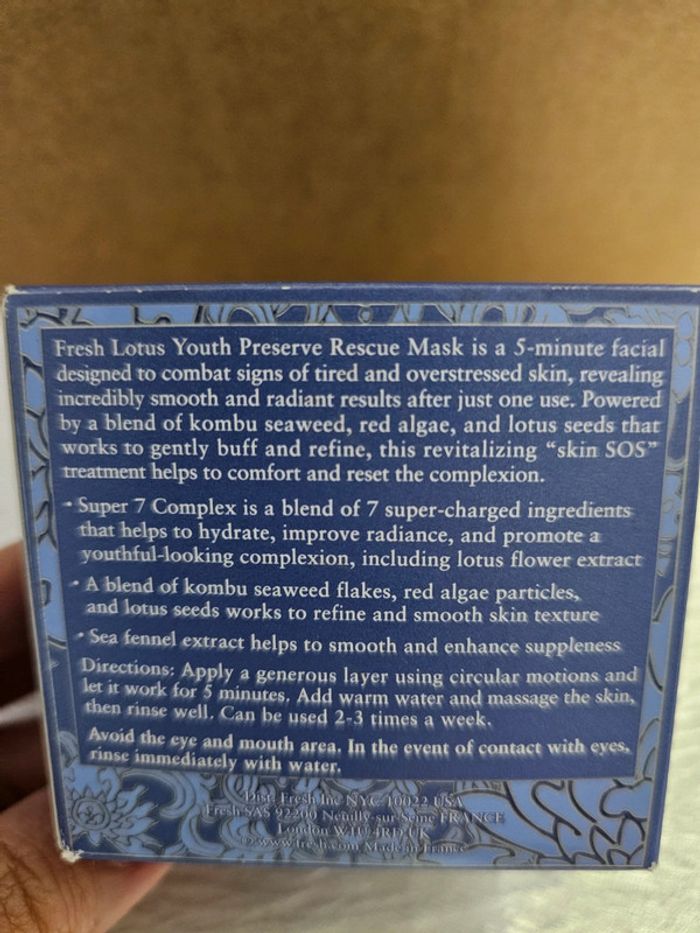 Fresh Lotus Youth Preserve Rescue Mask is a 5-minute facial
designed to combat signs of tired and overstressed skin, revealing
incredibly smooth and radiant results after just one use. Powered
by a blend of kombu seaweed, red algae, and lotus seeds that
works to gently buff and refine, this revitalizing “skin SOS”
treatment helps to comfort and reset the complexion.
• Super 7 Complex is a blend of 7 super-charged ingredients
that helps to hydrate, improve radiance, and promote a
youthful-looking complexion, including lotus flower extract
• A blend of kombu seaweed flakes, red algae particles,
and lotus seeds works to refine and smooth skin texture
• Sea fennel extract helps to smooth and enhance suppleness
Directions: Apply a generous layer using circular motions and
let it work for 5 minutes. Add warm water and massage the skin,
then rinse well. Can be used 2-3 times a week.
Avoid the eye and mouth area. In the event of contact with eyes,
rinse immediately with water.
Dist. Fresh Inc NYC 10022 USA
Fresh SAS 92200 Neuilly-sur-Seine FRANCE
London W1U 4RD UK
www.fresh.com Made in France